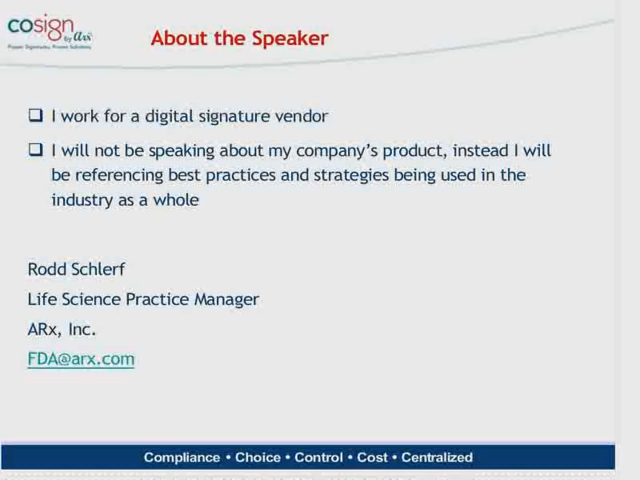 cosign
by arx
About the Speaker
❑ I work for a digital signature vendor
❑ I will not be speaking about my company's product, instead I will
be referencing best practices and strategies being used in the
industry as a whole
Rodd Schlerf
Life Science Practice Manager
ARx, Inc.
FDA@arx.com
Compliance • Choice • Control • Cost • Centralized